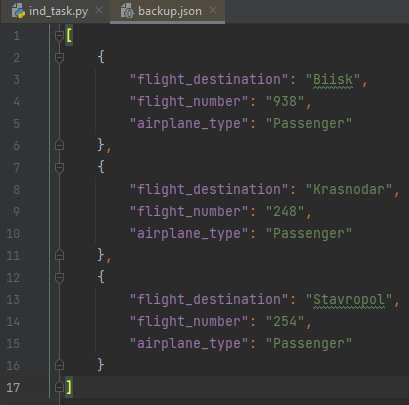 ind_task.py backup.json
1 [
2 {
3 "flight_destination": "Biisk",
4 "flight_number": "938",
5 "airplane_type": "Passenger"
6 },
7 {
8 "flight_destination": "Krasnodar",
9 "flight_number": "248",
10 "airplane_type": "Passenger"
11 },
12 {
13 "flight_destination": "Stavropol",
14 "flight_number": "254",
15 "airplane_type": "Passenger"
16 }
17 ]